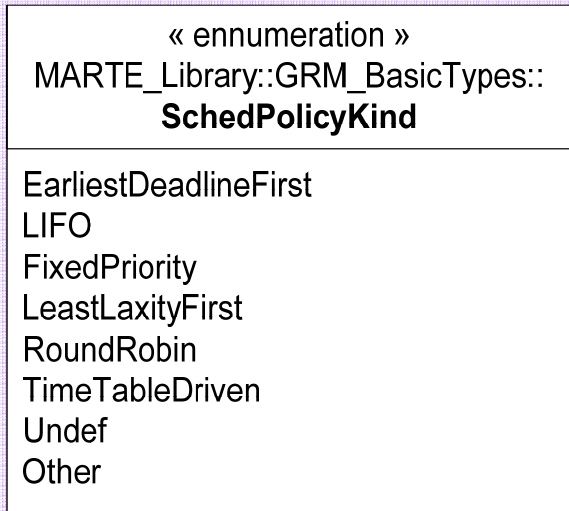 « ennumeration »
MARTE_Library::GRM_BasicTypes::
SchedPolicyKind
EarliestDeadlineFirst
LIFO
FixedPriority
LeastLaxityFirst
RoundRobin
TimeTableDriven
Undef
Other